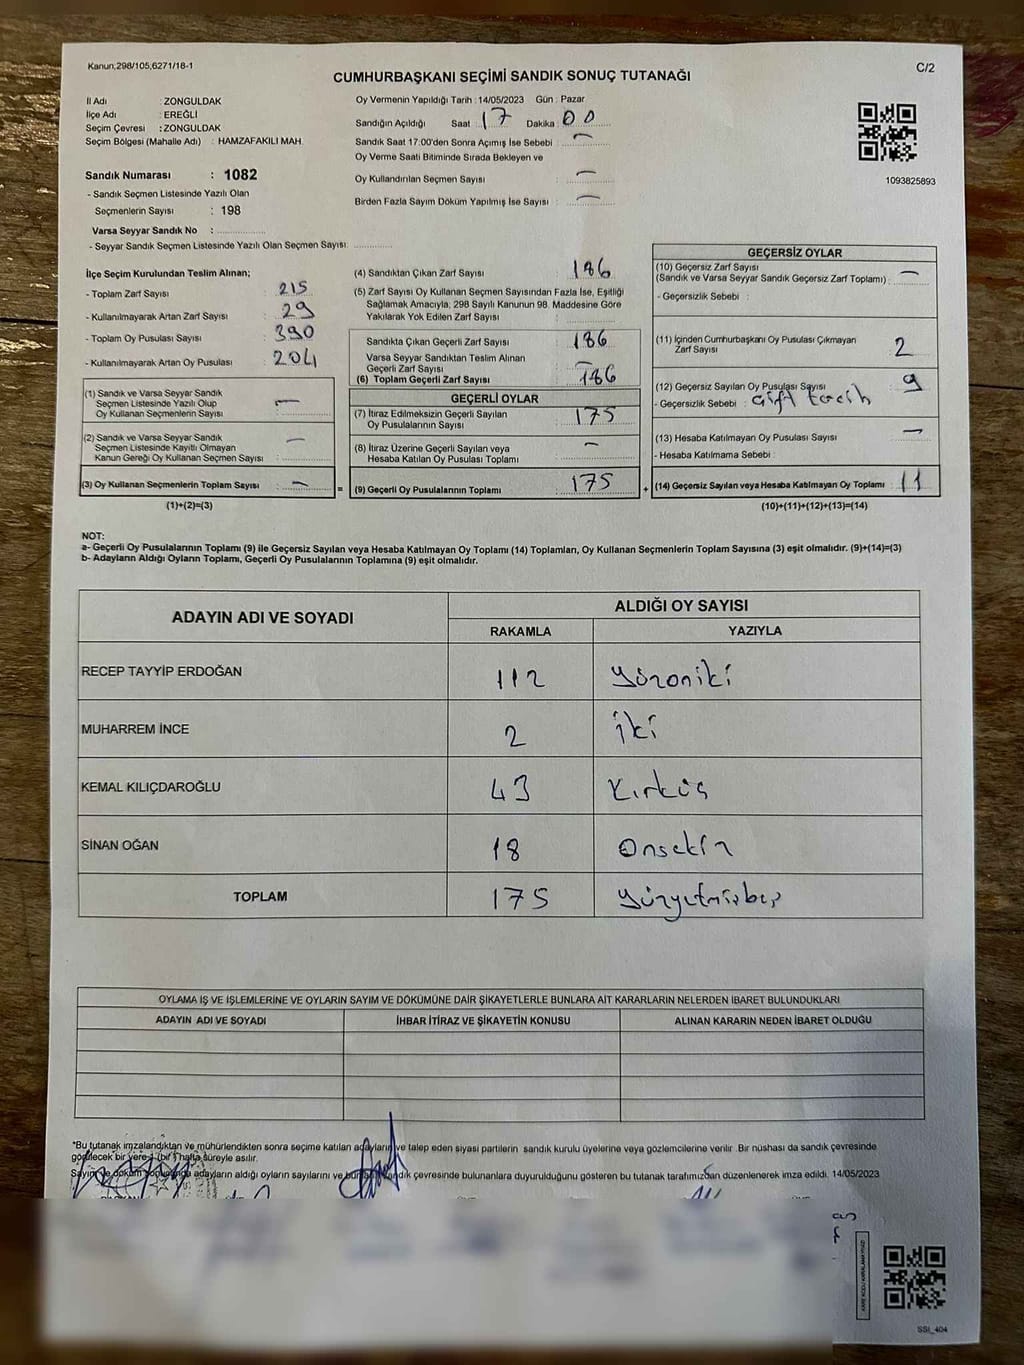 Kanun;298/105,6271/18-1
C/2
CUMHURBAŞKANI SEÇİMİ SANDIK SONUÇ TUTANAĞI
İl Adı : ZONGULDAK
İlçe Adı : EREĞLİ
Seçim Çevresi : ZONGULDAK
Seçim Bölgesi (Mahalle Adı) : HAMZAFAKILI MAH.
Oy Vermenin Yapıldığı Tarih : 14/05/2023 Gün : Pazar
Sandığın Açıldığı Saat 17 Dakika 00
Sandık Saat 17:00'den Sonra Açımış İse Sebebi : —
Oy Verme Saati Bitiminde Sırada Bekleyen ve
Oy Kullandırılan Seçmen Sayısı : —
Birden Fazla Sayım Döküm Yapılmış İse Sayısı : —
1093825893
Sandık Numarası : 1082
- Sandık Seçmen Listesinde Yazılı Olan
Seçmenlerin Sayısı : 198
Varsa Seyyar Sandık No :
- Seyyar Sandık Seçmen Listesinde Yazılı Olan Seçmen Sayısı:
İlçe Seçim Kurulundan Teslim Alınan;
- Toplam Zarf Sayısı : 215
- Kullanılmayarak Artan Zarf Sayısı : 29
- Toplam Oy Pusulası Sayısı : 390
- Kullanılmayarak Artan Oy Pusulası : 204
(1) Sandık ve Varsa Seyyar Sandık
Seçmen Listesinde Yazılı Olup
Oy Kullanan Seçmenlerin Sayısı : —
(2) Sandık ve Varsa Seyyar Sandık
Seçmen Listesinde Kayıtlı Olmayan
Kanun Gereği Oy Kullanan Seçmen Sayısı : —
(3) Oy Kullanan Seçmenlerin Toplam Sayısı : —
(1)+(2)=(3)
(4) Sandıktan Çıkan Zarf Sayısı : 186
(5) Zarf Sayısı Oy Kullanan Seçmen Sayısından Fazla İse, Eşitliği
Sağlamak Amacıyla, 298 Sayılı Kanunun 98. Maddesine Göre
Yakılarak Yok Edilen Zarf Sayısı :
Sandıkta Çıkan Geçerli Zarf Sayısı : 186
Varsa Seyyar Sandıktan Teslim Alınan
Geçerli Zarf Sayısı : —
(6) Toplam Geçerli Zarf Sayısı : 186
GEÇERLİ OYLAR
(7) İtiraz Edilmeksizin Geçerli Sayılan
Oy Pusulalarının Sayısı : 175
(8) İtiraz Üzerine Geçerli Sayılan veya
Hesaba Katılan Oy Pusulası Toplamı : —
= (9) Geçerli Oy Pusulalarının Toplamı : 175 +
GEÇERSİZ OYLAR
(10) Geçersiz Zarf Sayısı
(Sandık ve Varsa Seyyar Sandık Geçersiz Zarf Toplamı) : —
- Geçersizlik Sebebi :
(11) İçinden Cumhurbaşkanı Oy Pusulası Çıkmayan
Zarf Sayısı : 2
(12) Geçersiz Sayılan Oy Pusulası Sayısı : 9
- Geçersizlik Sebebi : Çift tercih
(13) Hesaba Katılmayan Oy Pusulası Sayısı : —
- Hesaba Katılmama Sebebi :
(14) Geçersiz Sayılan veya Hesaba Katılmayan Oy Toplamı : 11
(10)+(11)+(12)+(13)=(14)
NOT:
a- Geçerli Oy Pusulalarının Toplamı (9) ile Geçersiz Sayılan veya Hesaba Katılmayan Oy Toplamı (14) Toplamları, Oy Kullanan Seçmenlerin Toplam Sayısına (3) eşit olmalıdır. (9)+(14)=(3)
b- Adayların Aldığı Oyların Toplamı, Geçerli Oy Pusulalarının Toplamına (9) eşit olmalıdır.
ADAYIN ADI VE SOYADI
ALDIĞI OY SAYISI
RAKAMLA YAZIYLA
RECEP TAYYİP ERDOĞAN 112 Yüzoniki
MUHARREM İNCE 2 İki
KEMAL KILIÇDAROĞLU 43 Kırküç
SİNAN OĞAN 18 Onsekiz
TOPLAM 175 Yüzyetmişbeş
OYLAMA İŞ VE İŞLEMLERİNE VE OYLARIN SAYIM VE DÖKÜMÜNE DAİR ŞİKAYETLERLE BUNLARA AİT KARARLARIN NELERDEN İBARET BULUNDUKLARI
ADAYIN ADI VE SOYADI İHBAR İTİRAZ VE ŞİKAYETİN KONUSU ALINAN KARARIN NEDEN İBARET OLDUĞU
*Bu tutanak imzalandıktan ve mühürlendikten sonra seçime katılan adayların ve talep eden siyasi partilerin sandık kurulu üyelerine veya gözlemcilerine verilir. Bir nüshası da sandık çevresinde
görülecek bir yere 1 (bir) hafta süreyle asılır.
Sayım ve döküm adayların aldığı oyların sayılarını ve sandık çevresinde bulunanlara duyurulduğunu gösteren bu tutanak tarafımızdan düzenlenerek imza edildi. 14/05/2023
SSI_404